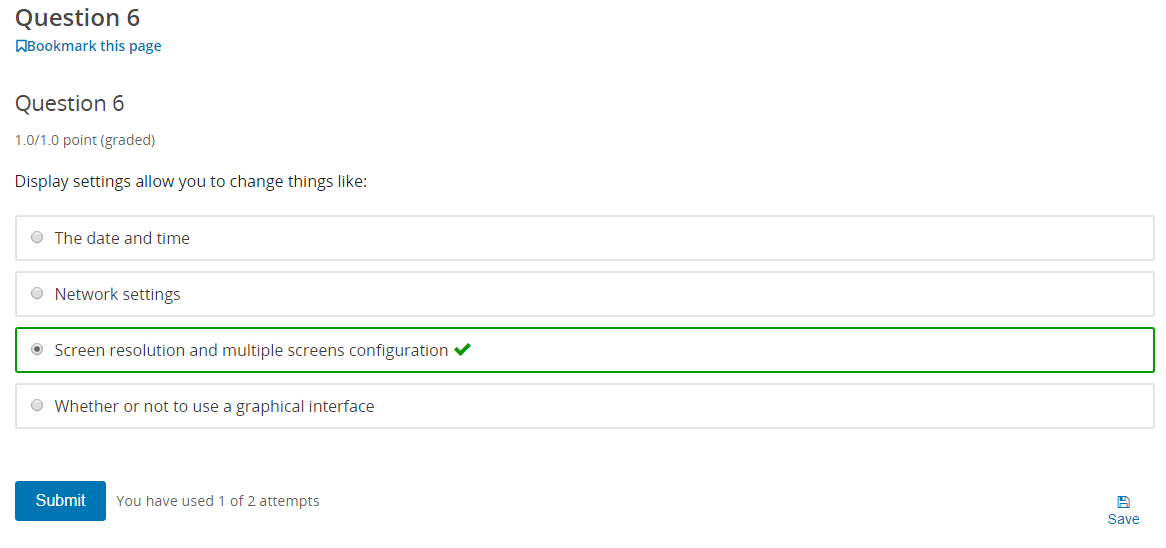 Question 6
Bookmark this page
Question 6
1.0/1.0 point (graded)
Display settings allow you to change things like:
The date and time
Network settings
Screen resolution and multiple screens configuration
Whether or not to use a graphical interface
Submit You have used 1 of 2 attempts
Save